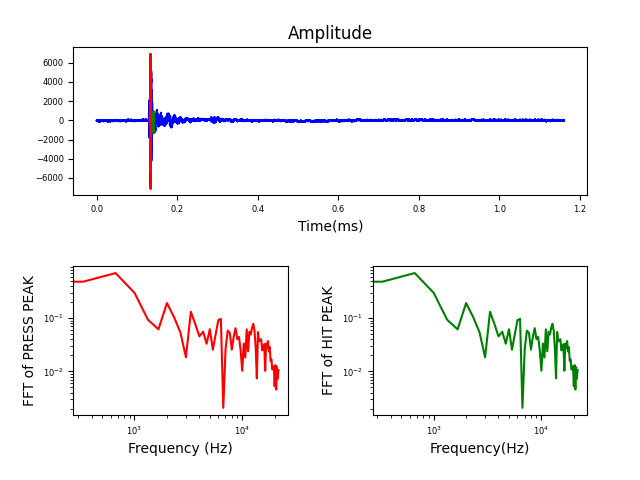 Amplitude
6000
4000
2000
0
−2000
−4000
−6000
0.0 0.2 0.4 0.6 0.8 1.0 1.2
Time(ms)
FFT of PRESS PEAK
10⁻¹
10⁻²
10³ 10⁴
Frequency (Hz)
FFT of HIT PEAK
10⁻¹
10⁻²
10³ 10⁴
Frequency(Hz)